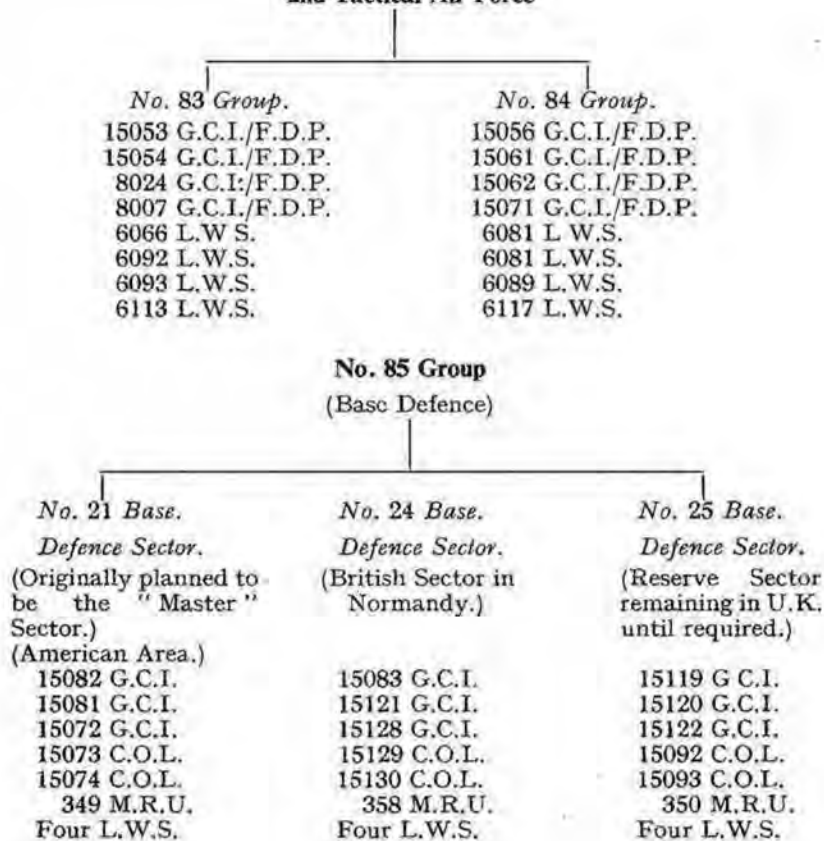 2nd Tactical Air Force
No. 83 Group.
15053 G.C.I./F.D.P.
15054 G.C.I./F.D.P.
8024 G.C.I:/F.D.P.
8007 G.C.I./F.D.P.
6066 L.W S.
6092 L.W.S.
6093 L.W.S.
6113 L.W.S.
No. 84 Group.
15056 G.C.I./F.D.P.
15061 G.C.I./F.D.P.
15062 G.C.I./F.D.P.
15071 G.C.I./F.D.P.
6081 L W.S.
6081 L.W.S.
6089 L.W.S.
6117 L.W.S.
No. 85 Group
(Base Defence)
No. 21 Base.
Defence Sector.
(Originally planned to
be the "Master"
Sector.)
(American Area.)
15082 G.C.I.
15081 G.C.I.
15072 G.C.I.
15073 C.O.L.
15074 C.O.L.
349 M.R.U.
Four L.W.S.
No. 24 Base.
Defence Sector.
(British Sector in
Normandy.)
15083 G.C.I.
15121 G.C.I.
15128 G.C.I.
15129 C.O.L.
15130 C.O.L.
358 M.R.U.
Four L.W.S.
No. 25 Base.
Defence Sector.
(Reserve Sector
remaining in U.K.
until required.)
15119 G C.I.
15120 G.C.I.
15122 G.C.I.
15092 C.O.L.
15093 C.O.L.
350 M.R.U.
Four L.W.S.